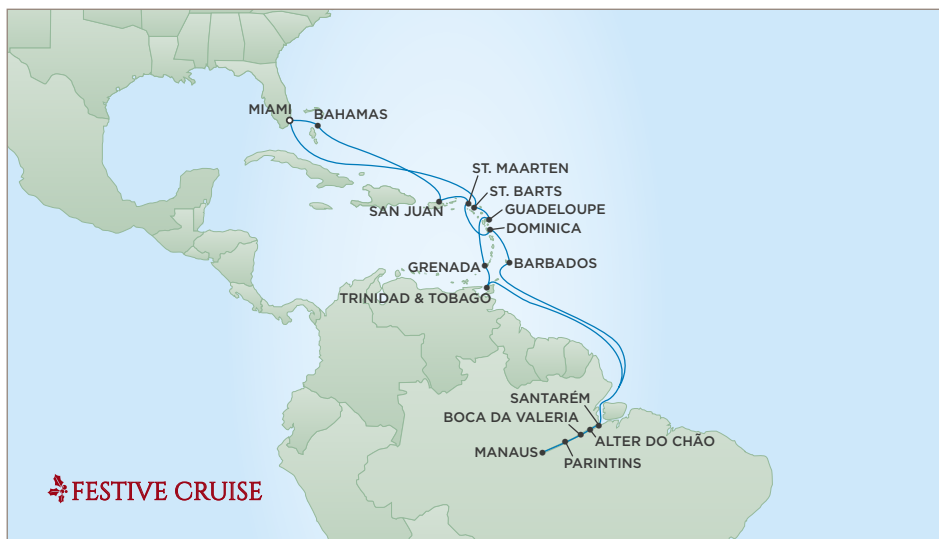 MIAMI
BAHAMAS
ST. MAARTEN
ST. BARTS
SAN JUAN
GUADELOUPE
DOMINICA
GRENADA
BARBADOS
TRINIDAD & TOBAGO
SANTARÉM
BOCA DA VALERIA
ALTER DO CHÃO
MANAUS
PARINTINS
FESTIVE CRUISE